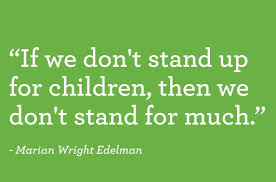 “If we don't stand up
for children, then we
don't stand for much.”
- Marian Wright Edelman